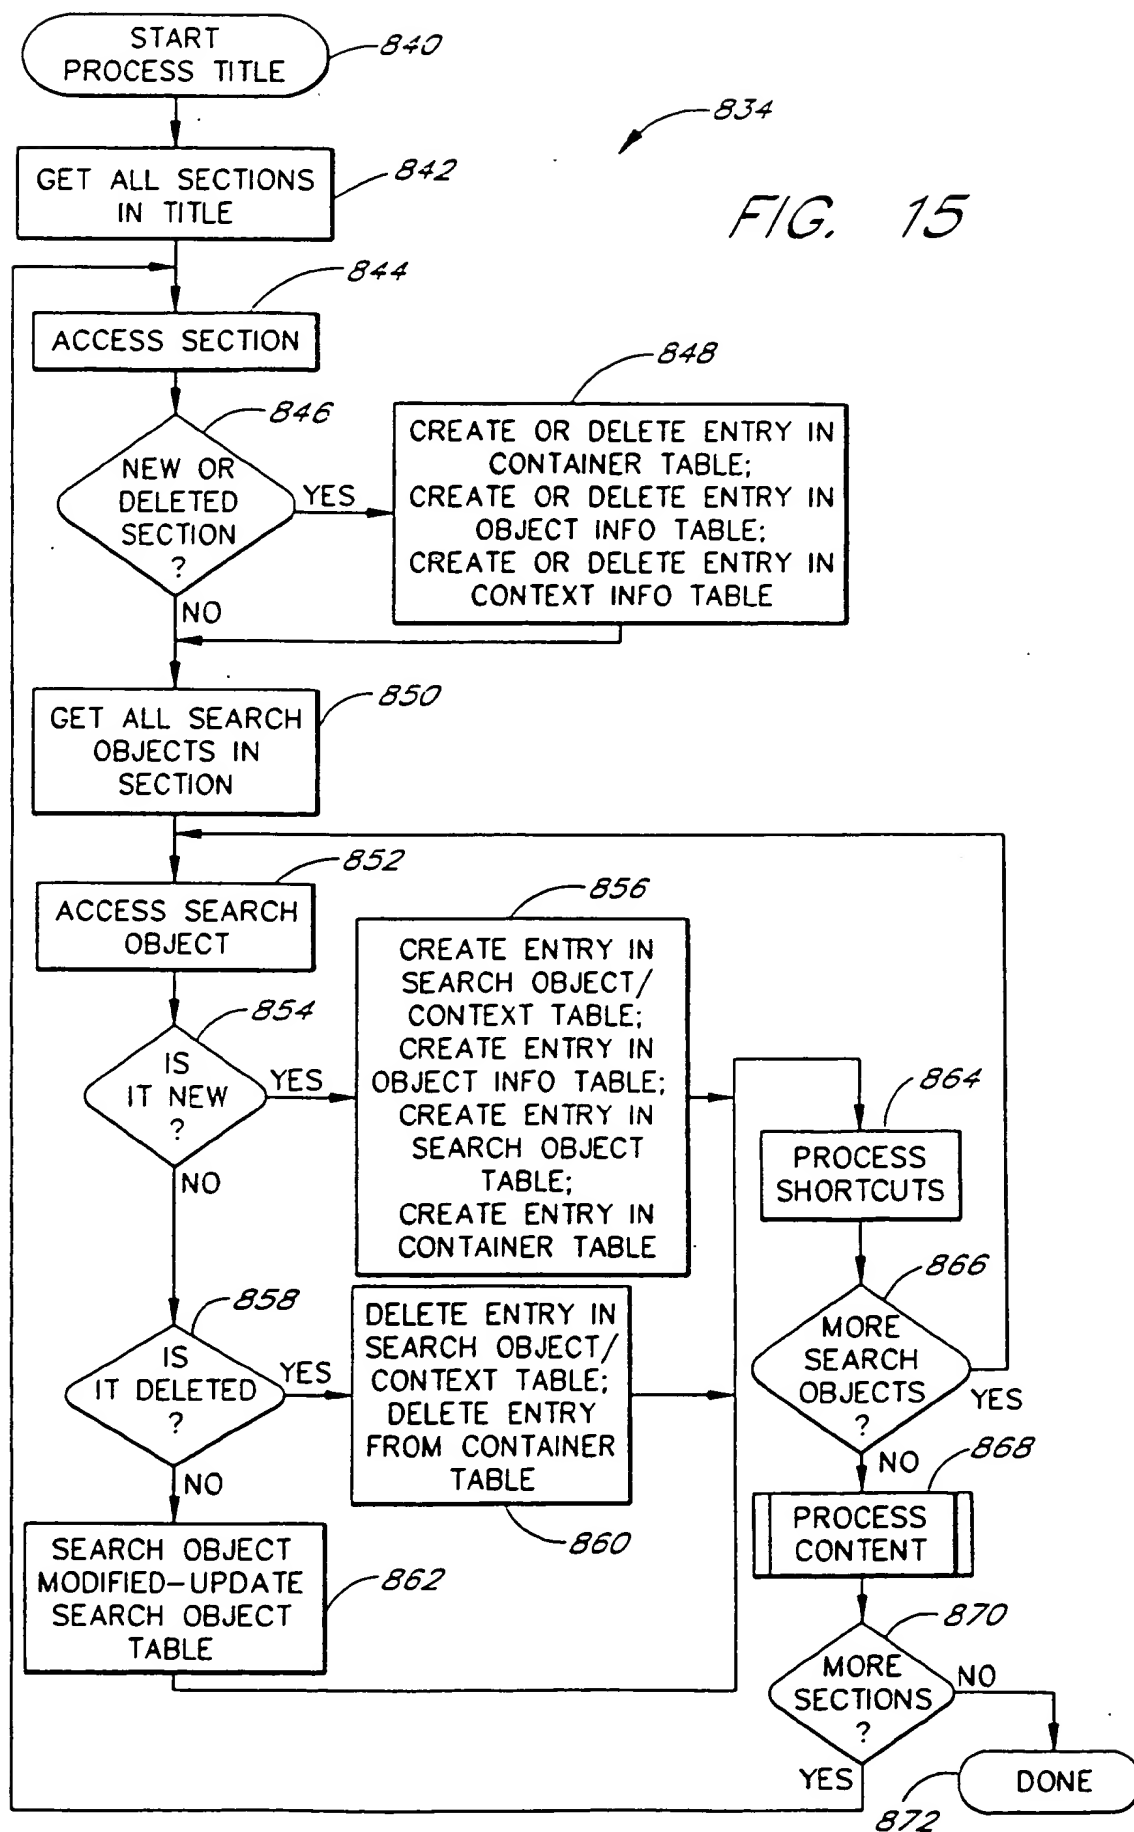 START
PROCESS TITLE
840
834
GET ALL SECTIONS
IN TITLE
842
FIG. 15
844
ACCESS SECTION
846
NEW OR
DELETED
SECTION
?
YES
NO
848
CREATE OR DELETE ENTRY IN
CONTAINER TABLE;
CREATE OR DELETE ENTRY IN
OBJECT INFO TABLE;
CREATE OR DELETE ENTRY IN
CONTEXT INFO TABLE
850
GET ALL SEARCH
OBJECTS IN
SECTION
852
ACCESS SEARCH
OBJECT
854
IS
IT NEW
?
YES
NO
856
CREATE ENTRY IN
SEARCH OBJECT/
CONTEXT TABLE;
CREATE ENTRY IN
OBJECT INFO TABLE;
CREATE ENTRY IN
SEARCH OBJECT
TABLE;
CREATE ENTRY IN
CONTAINER TABLE
858
IS
IT DELETED
?
YES
NO
DELETE ENTRY IN
SEARCH OBJECT/
CONTEXT TABLE;
DELETE ENTRY
FROM CONTAINER
TABLE
860
SEARCH OBJECT
MODIFIED-UPDATE
SEARCH OBJECT
TABLE
862
864
PROCESS
SHORTCUTS
866
MORE
SEARCH
OBJECTS
?
YES
NO
868
PROCESS
CONTENT
870
MORE
SECTIONS
?
NO
YES
DONE
872